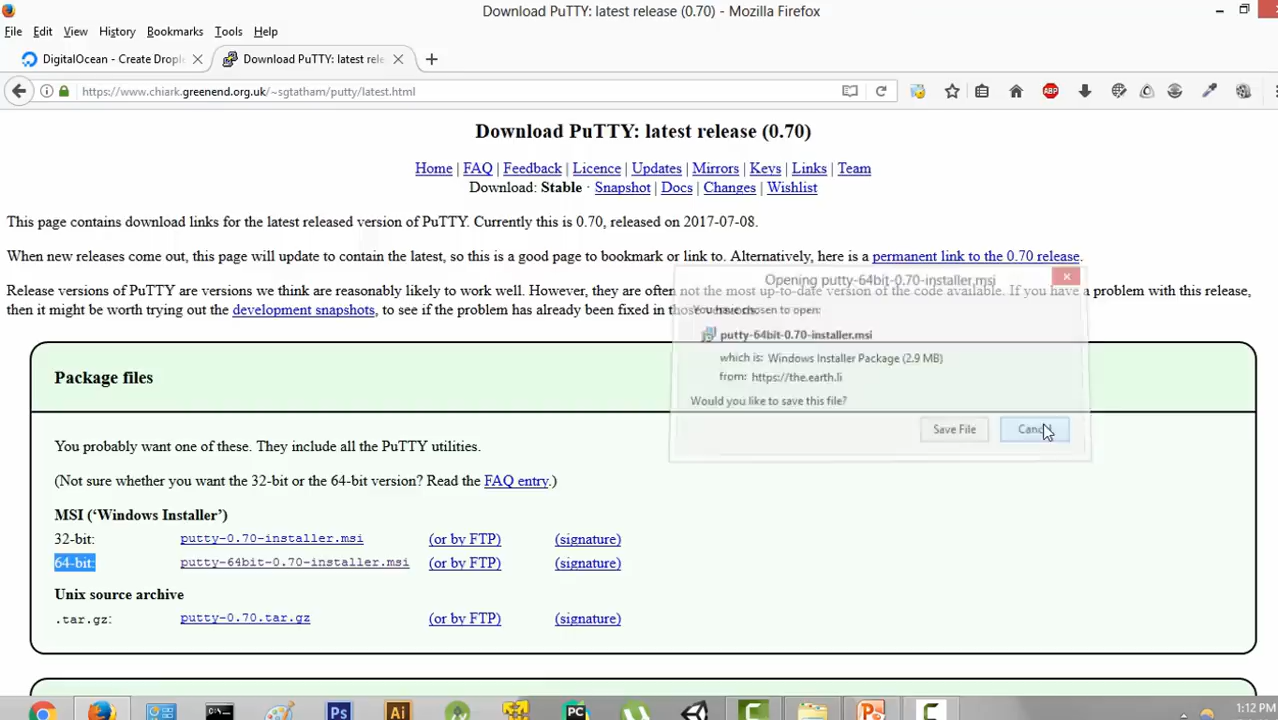 Download PuTTY: latest release (0.70) - Mozilla Firefox
File Edit View History Bookmarks Tools Help
DigitalOcean - Create Drople
Download PuTTY: latest rele
https://www.chiark.greenend.org.uk/~sgtatham/putty/latest.html
Download PuTTY: latest release (0.70)
Home | FAQ | Feedback | Licence | Updates | Mirrors | Keys | Links | Team
Download: Stable · Snapshot | Docs | Changes | Wishlist
This page contains download links for the latest released version of PuTTY. Currently this is 0.70, released on 2017-07-08.
When new releases come out, this page will update to contain the latest, so this is a good page to bookmark or link to. Alternatively, here is a permanent link to the 0.70 release.
Release versions of PuTTY are versions we think are reasonably likely to work well. However, they are often not the most up-to-date version of the code available. If you have a problem with this release,
then it might be worth trying out the development snapshots, to see if the problem has already been fixed in those versions.
Opening putty-64bit-0.70-installer.msi
You have chosen to open:
putty-64bit-0.70-installer.msi
which is: Windows Installer Package (2.9 MB)
from: https://the.earth.li
Would you like to save this file?
Save File Cancel
Package files
You probably want one of these. They include all the PuTTY utilities.
(Not sure whether you want the 32-bit or the 64-bit version? Read the FAQ entry.)
MSI (‘Windows Installer’)
32-bit: putty-0.70-installer.msi (or by FTP) (signature)
64-bit: putty-64bit-0.70-installer.msi (or by FTP) (signature)
Unix source archive
.tar.gz: putty-0.70.tar.gz (or by FTP) (signature)
ABP
Ps
Ai
PC
1:12 PM